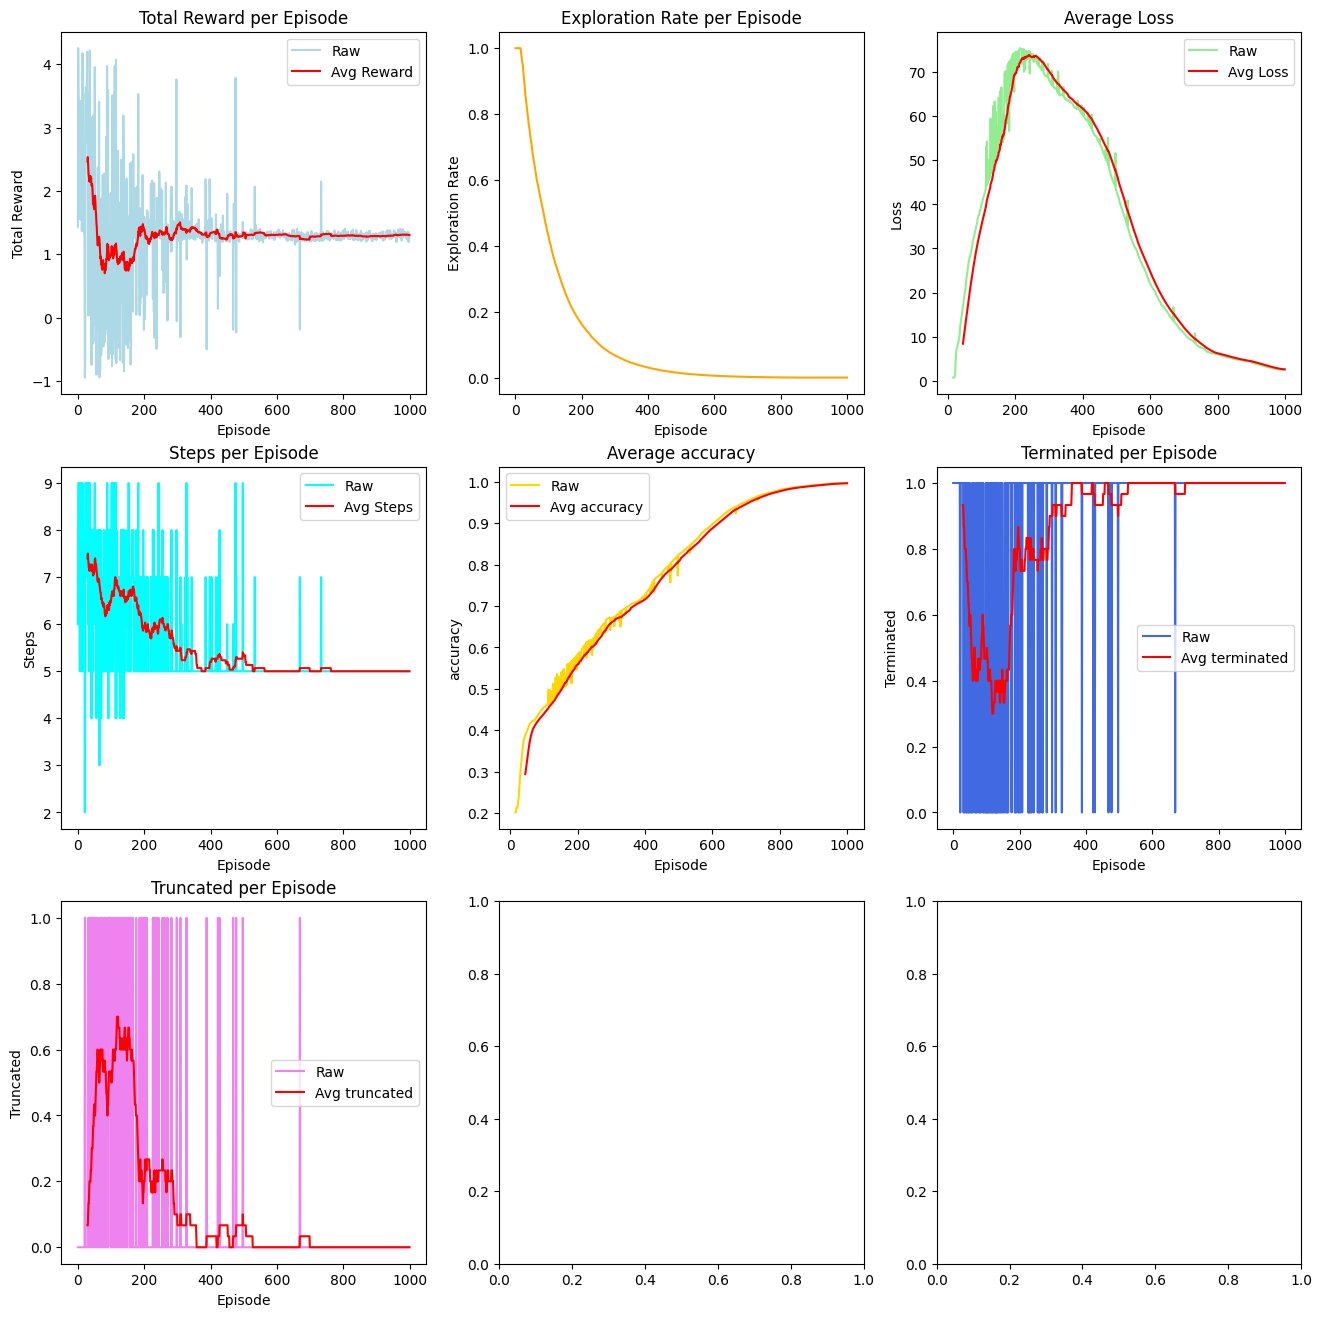 Total Reward per Episode
4
3
2
1
0
−1
Total Reward
Raw
Avg Reward
0 200 400 600 800 1000
Episode
Exploration Rate per Episode
1.0
0.8
0.6
0.4
0.2
0.0
Exploration Rate
0 200 400 600 800 1000
Episode
Average Loss
70
60
50
40
30
20
10
0
Loss
Raw
Avg Loss
0 200 400 600 800 1000
Episode
Steps per Episode
9
8
7
6
5
4
3
2
Steps
Raw
Avg Steps
0 200 400 600 800 1000
Episode
Average accuracy
1.0
0.9
0.8
0.7
0.6
0.5
0.4
0.3
0.2
accuracy
Raw
Avg accuracy
0 200 400 600 800 1000
Episode
Terminated per Episode
1.0
0.8
0.6
0.4
0.2
0.0
Terminated
Raw
Avg terminated
0 200 400 600 800 1000
Episode
Truncated per Episode
1.0
0.8
0.6
0.4
0.2
0.0
Truncated
Raw
Avg truncated
0 200 400 600 800 1000
Episode
1.0
0.8
0.6
0.4
0.2
0.0
0.0 0.2 0.4 0.6 0.8 1.0
1.0
0.8
0.6
0.4
0.2
0.0
0.0 0.2 0.4 0.6 0.8 1.0